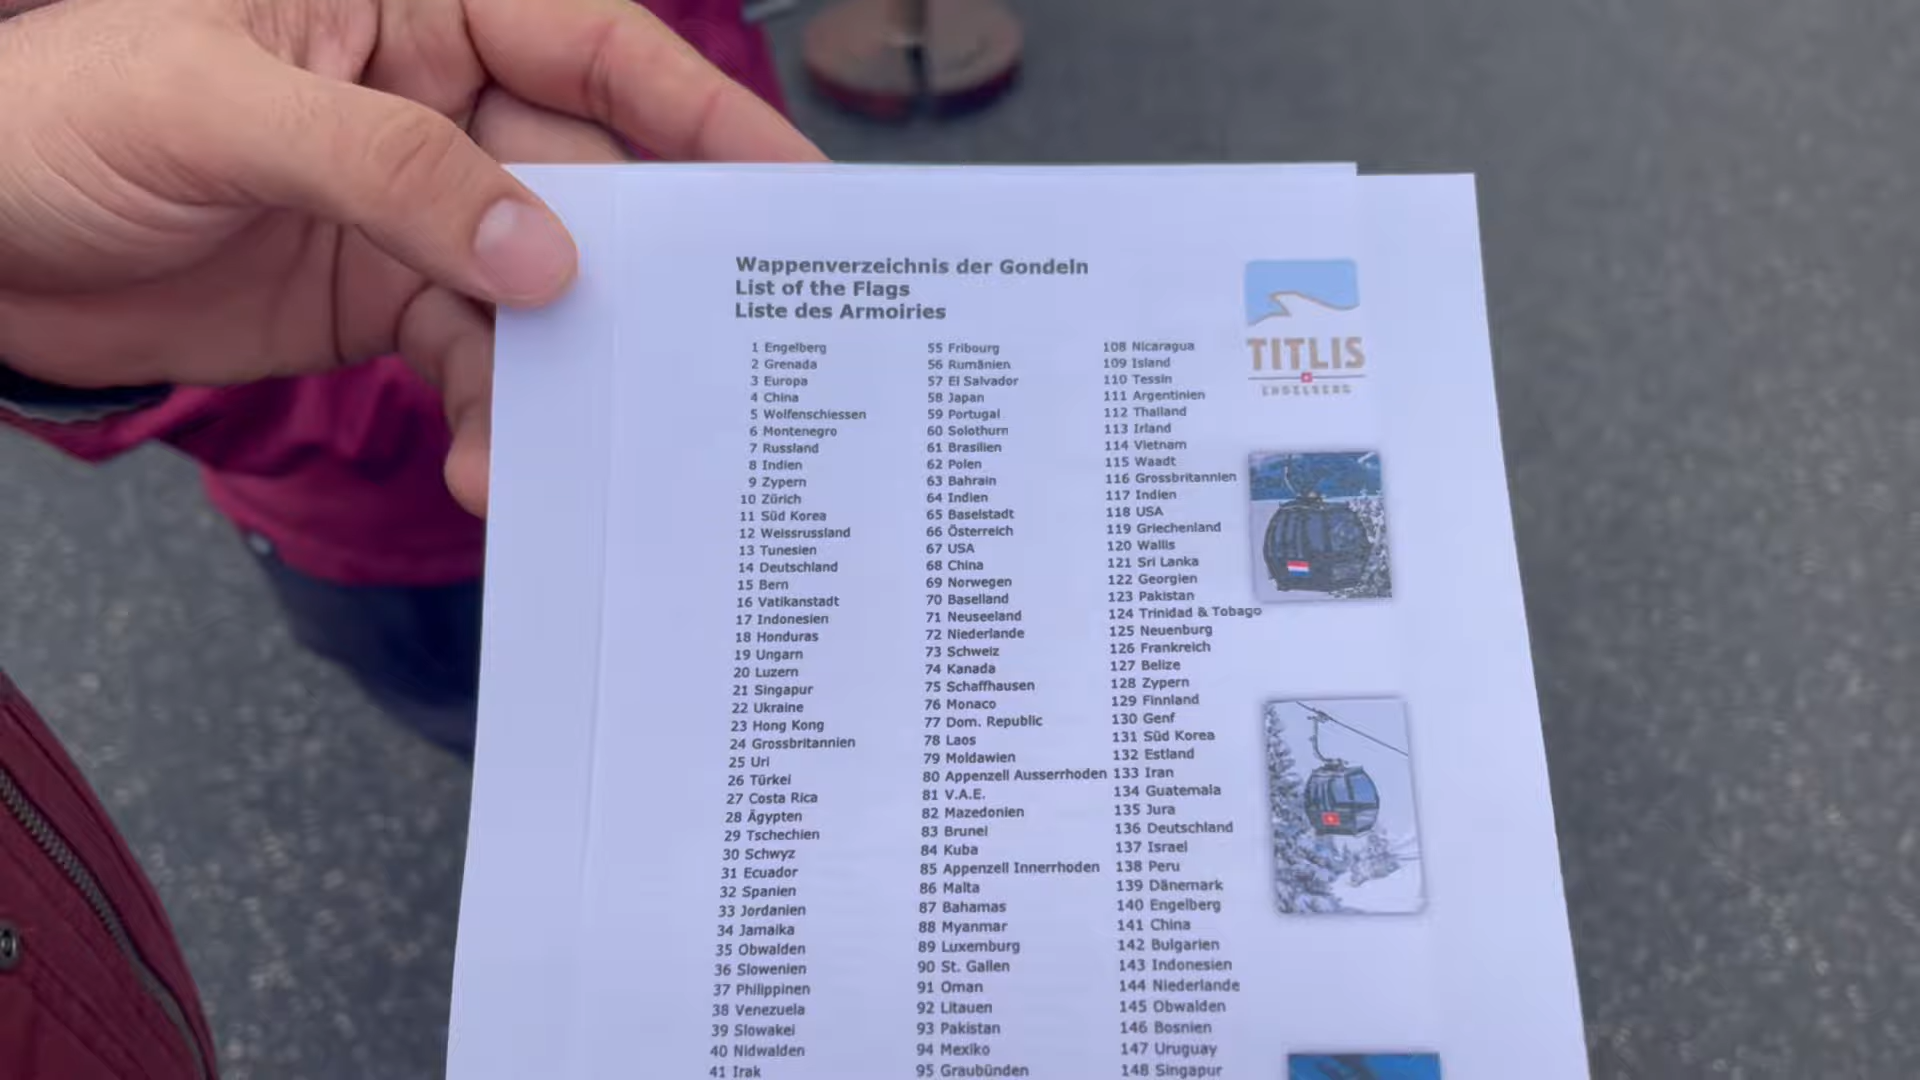 Wappenverzeichnis der Gondeln
List of the Flags
Liste des Armoiries
1 Engelberg
2 Grenada
3 Europa
4 China
5 Wolfenschiessen
6 Montenegro
7 Russland
8 Indien
9 Zypern
10 Zürich
11 Süd Korea
12 Weissrussland
13 Tunesien
14 Deutschland
15 Bern
16 Vatikanstadt
17 Indonesien
18 Honduras
19 Ungarn
20 Luzern
21 Singapur
22 Ukraine
23 Hong Kong
24 Grossbritannien
25 Uri
26 Türkei
27 Costa Rica
28 Ägypten
29 Tschechien
30 Schwyz
31 Ecuador
32 Spanien
33 Jordanien
34 Jamaika
35 Obwalden
36 Slowenien
37 Philippinen
38 Venezuela
39 Slowakei
40 Nidwalden
41 Irak
55 Fribourg
56 Rumänien
57 El Salvador
58 Japan
59 Portugal
60 Solothurn
61 Brasilien
62 Polen
63 Bahrain
64 Indien
65 Baselstadt
66 Österreich
67 USA
68 China
69 Norwegen
70 Baselland
71 Neuseeland
72 Niederlande
73 Schweiz
74 Kanada
75 Schaffhausen
76 Monaco
77 Dom. Republic
78 Laos
79 Moldawien
80 Appenzell Ausserrhoden
81 V.A.E.
82 Mazedonien
83 Brunei
84 Kuba
85 Appenzell Innerrhoden
86 Malta
87 Bahamas
88 Myanmar
89 Luxemburg
90 St. Gallen
91 Oman
92 Litauen
93 Pakistan
94 Mexiko
95 Graubünden
108 Nicaragua
109 Island
110 Tessin
111 Argentinien
112 Thailand
113 Irland
114 Vietnam
115 Waadt
116 Grossbritannien
117 Indien
118 USA
119 Griechenland
120 Wallis
121 Sri Lanka
122 Georgien
123 Pakistan
124 Trinidad & Tobago
125 Neuenburg
126 Frankreich
127 Belize
128 Zypern
129 Finnland
130 Genf
131 Süd Korea
132 Estland
133 Iran
134 Guatemala
135 Jura
136 Deutschland
137 Israel
138 Peru
139 Dänemark
140 Engelberg
141 China
142 Bulgarien
143 Indonesien
144 Niederlande
145 Obwalden
146 Bosnien
147 Uruguay
148 Singapur
TITLIS
ENGELBERG